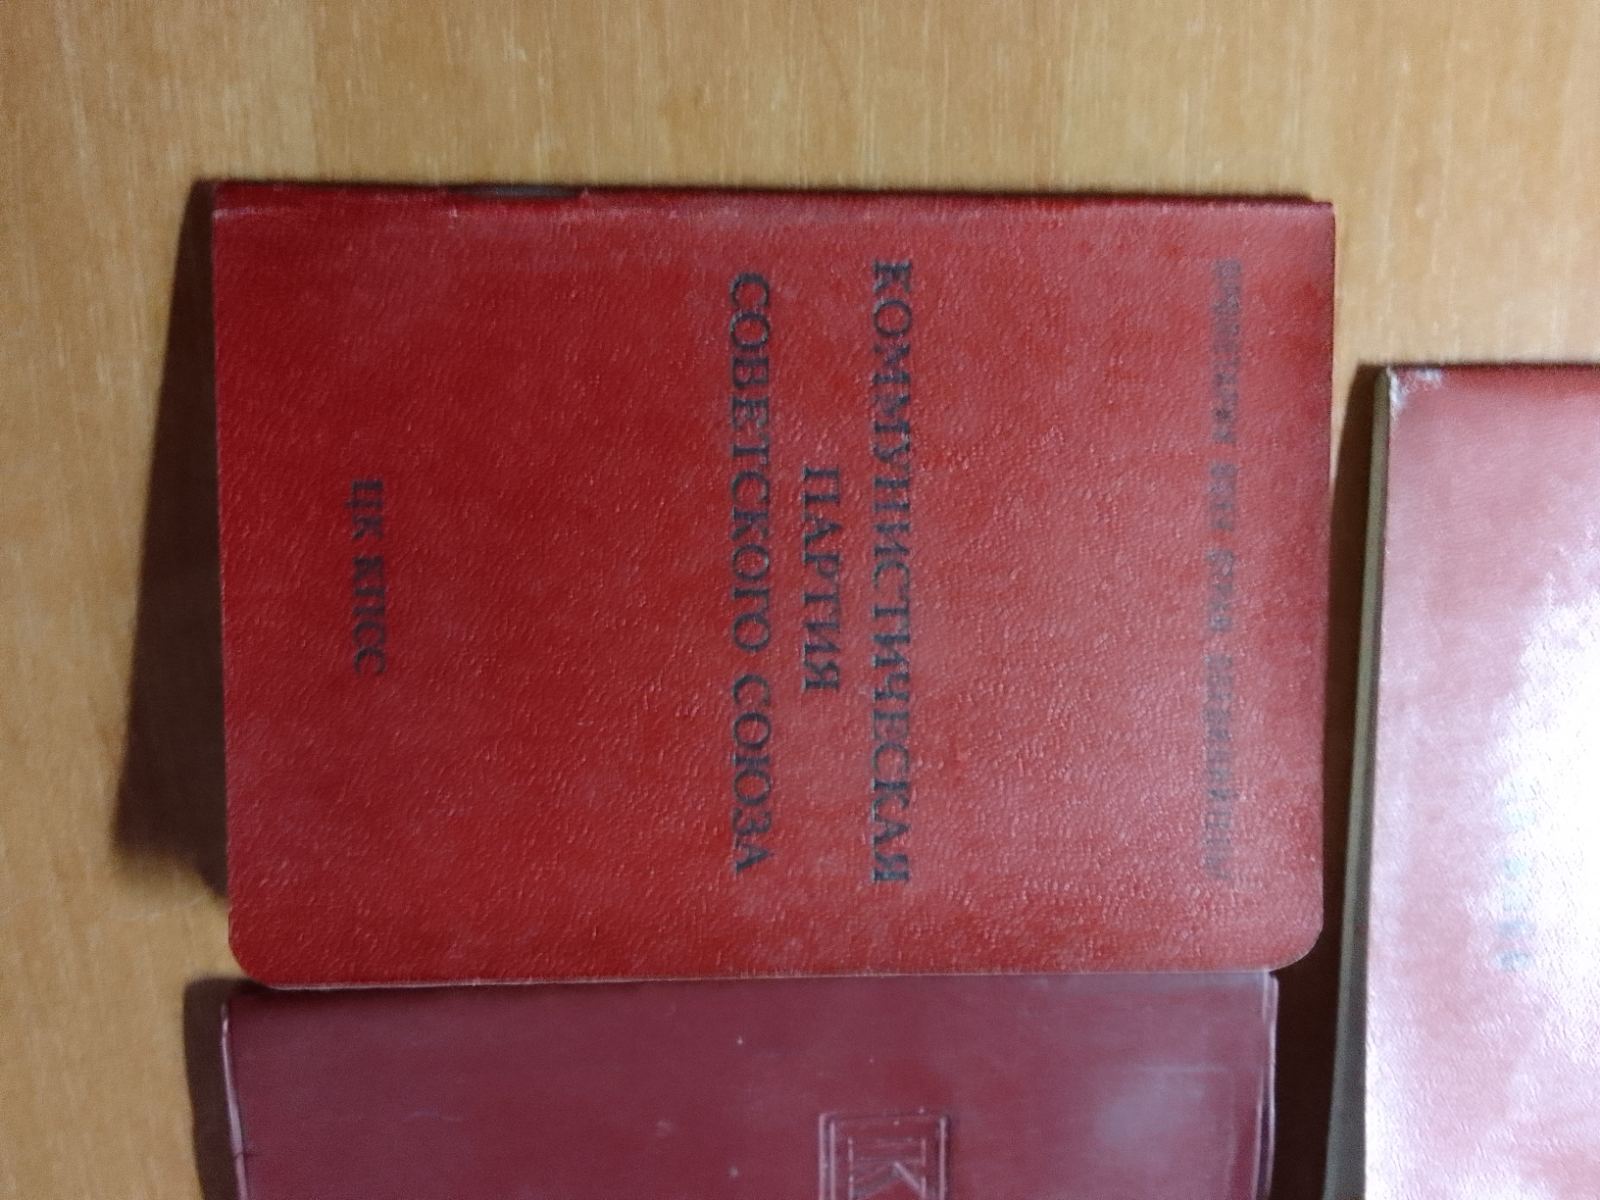 ПРОЛЕТАРИИ ВСЕХ СТРАН, СОЕДИНЯЙТЕСЬ!
КОММУНИСТИЧЕСКАЯ
ПАРТИЯ
СОВЕТСКОГО СОЮЗА
ЦК КПСС